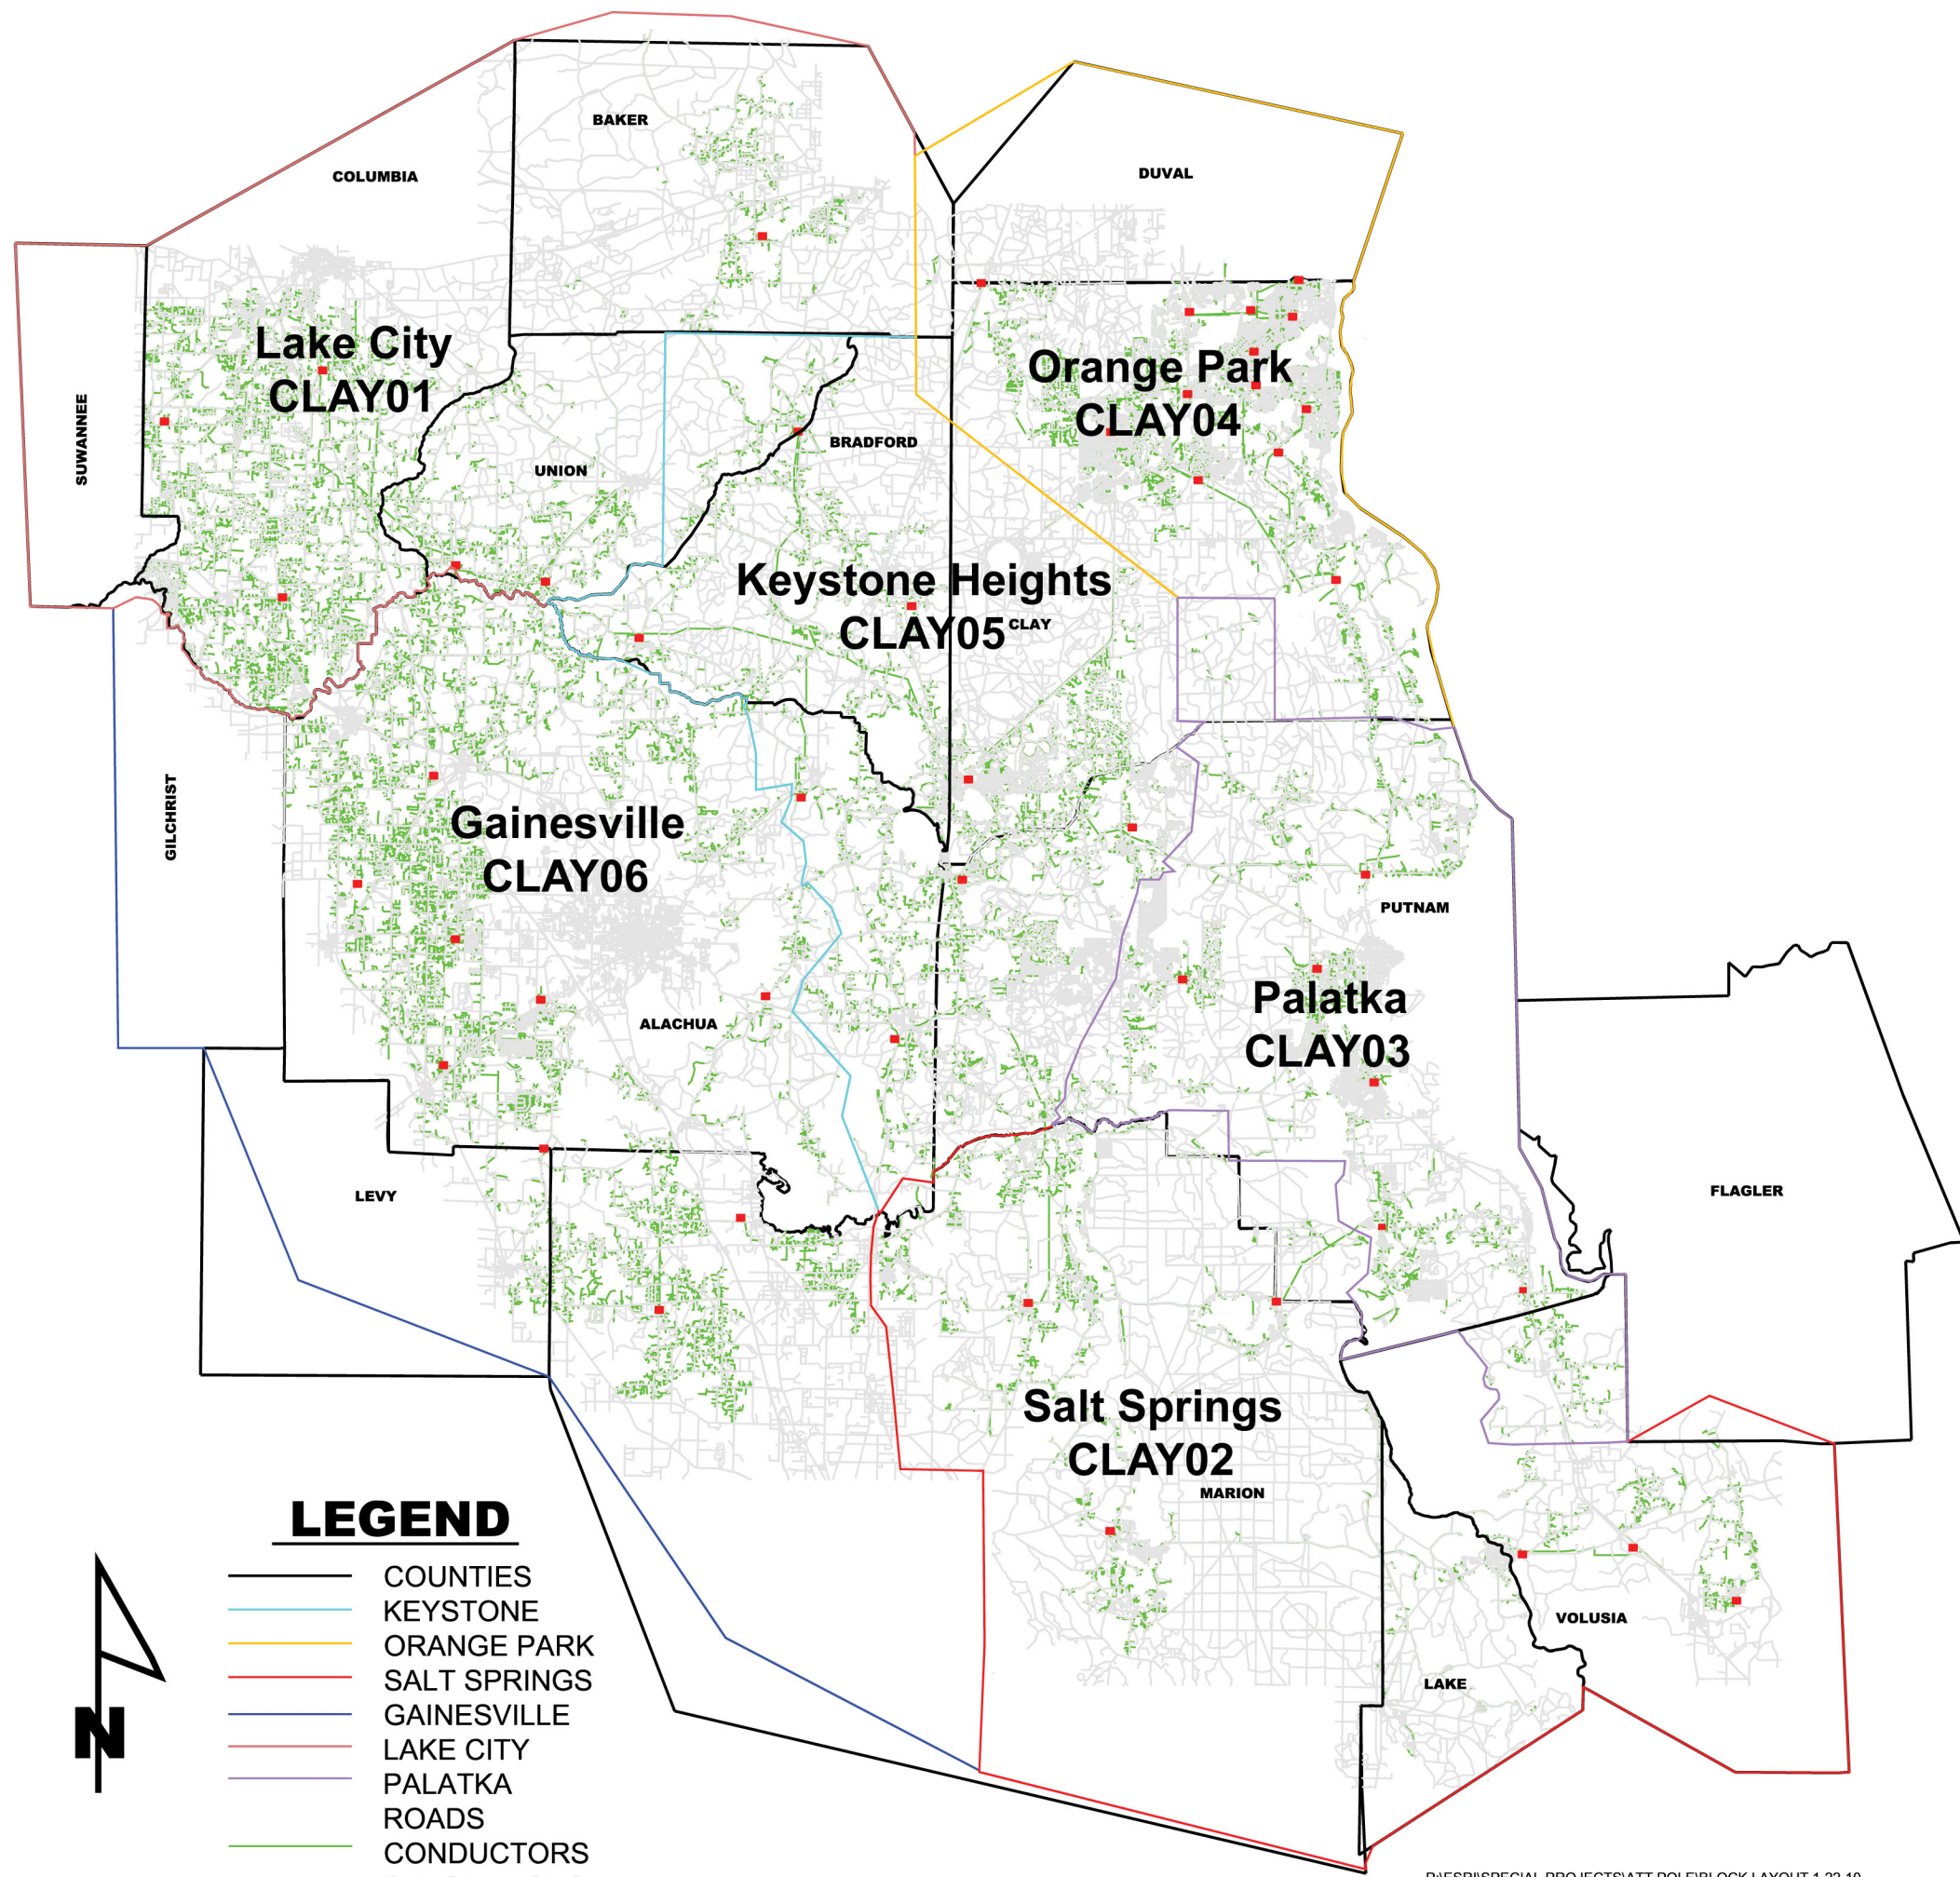 BAKER
COLUMBIA
DUVAL
Lake City
CLAY01
Orange Park
CLAY04
SUWANNEE
UNION
BRADFORD
Keystone Heights
CLAY05
CLAY
GILCHRIST
Gainesville
CLAY06
PUTNAM
ALACHUA
Palatka
CLAY03
LEVY
FLAGLER
Salt Springs
CLAY02
MARION
VOLUSIA
LAKE
LEGEND
COUNTIES
KEYSTONE
ORANGE PARK
SALT SPRINGS
GAINESVILLE
LAKE CITY
PALATKA
ROADS
CONDUCTORS
N